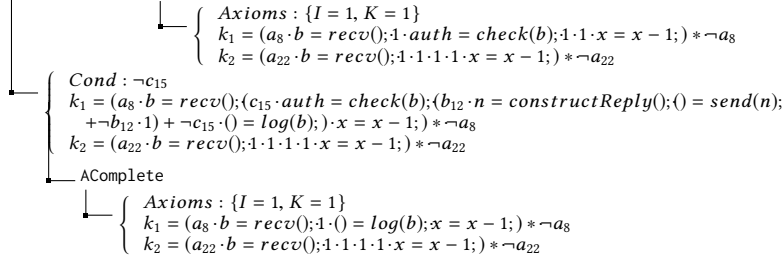 Axioms : {I = 1, K = 1}
k₁ = (a₈·b = recv();1·auth = check(b);1·1·x = x − 1; ) ∗¬a₈
k₂ = (a₂₂·b = recv();1·1·1·1·x = x − 1; ) ∗¬a₂₂
Cond : ¬c₁₅
k₁ = (a₈·b = recv();(c₁₅·auth = check(b);(b₁₂·n = constructReply();() = send(n);
+¬b₁₂·1) + ¬c₁₅·() = log(b); )·x = x − 1; ) ∗¬a₈
k₂ = (a₂₂·b = recv();1·1·1·1·x = x − 1; ) ∗¬a₂₂
AComplete
Axioms : {I = 1, K = 1}
k₁ = (a₈·b = recv();1·() = log(b);x = x − 1; ) ∗¬a₈
k₂ = (a₂₂·b = recv();1·1·1·1·x = x − 1; ) ∗¬a₂₂